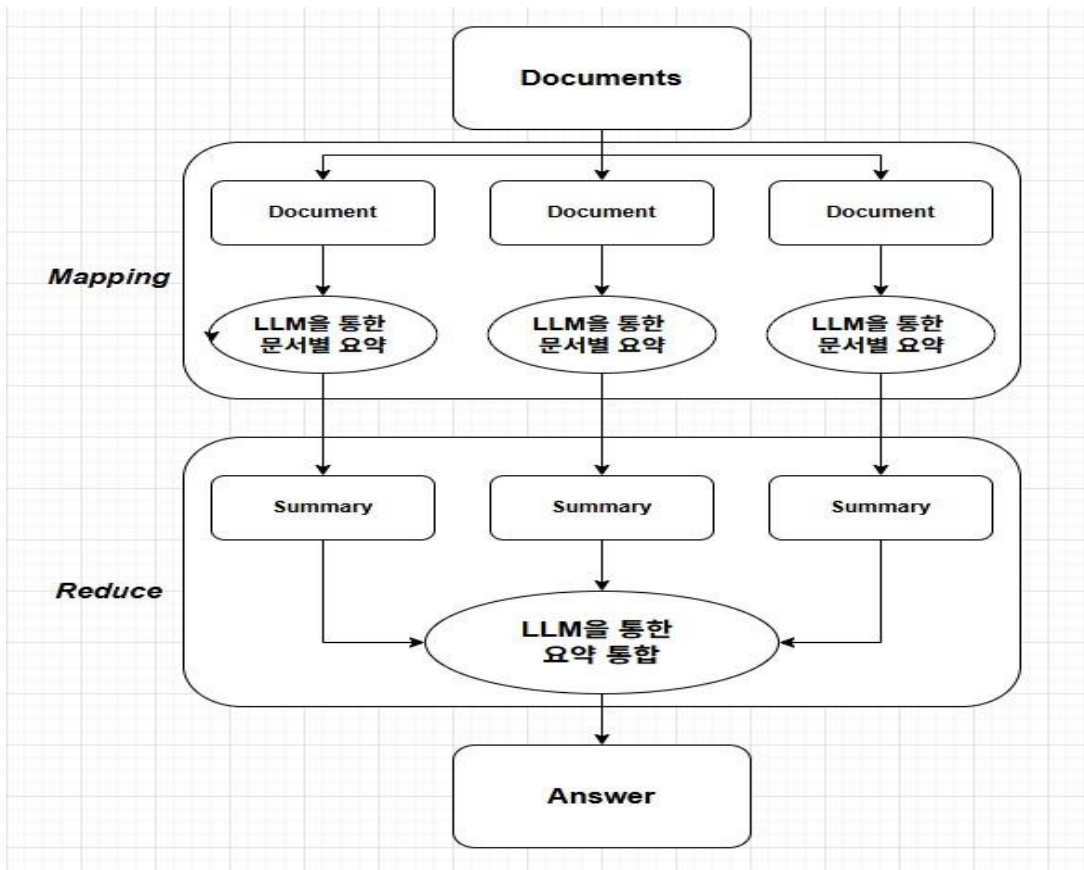 Documents
Document
Document
Document
Mapping
LLM을 통한
문서별 요약
LLM을 통한
문서별 요약
LLM을 통한
문서별 요약
Summary
Summary
Summary
Reduce
LLM을 통한
요약 통합
Answer